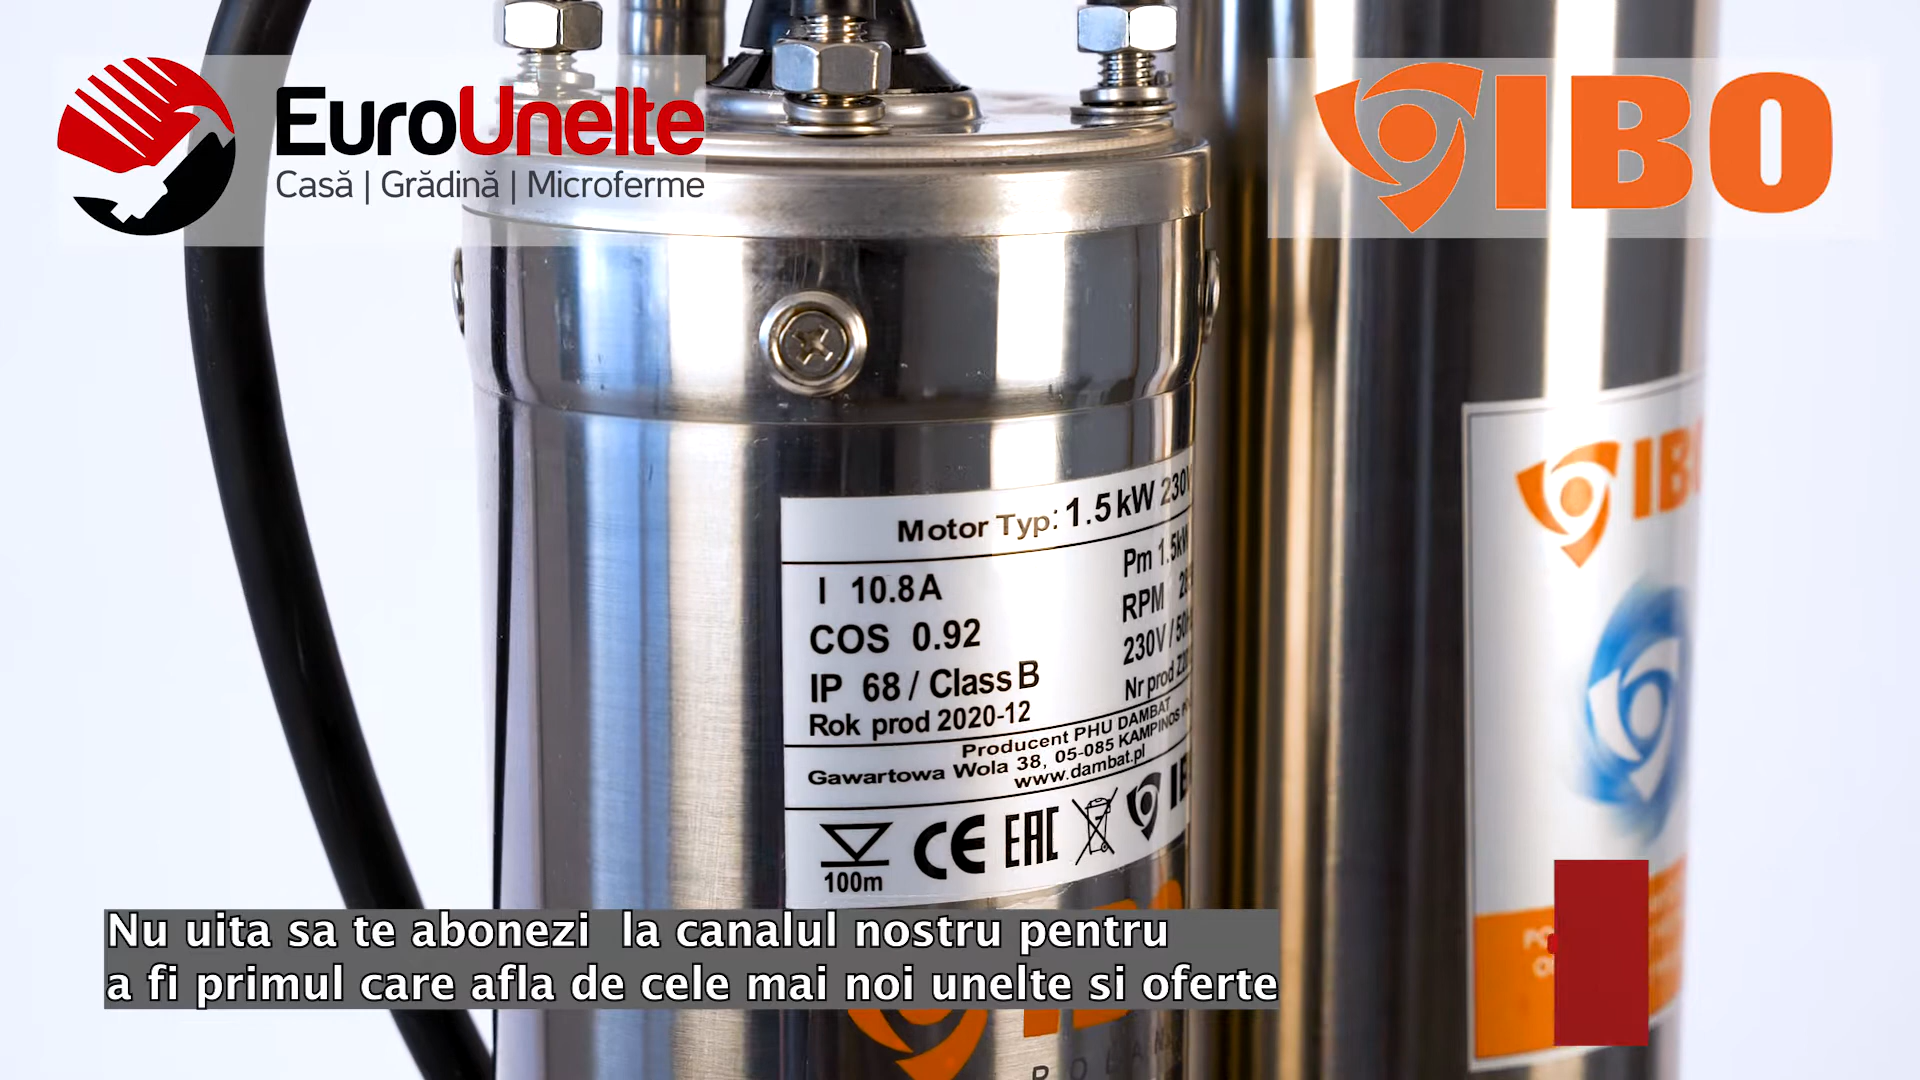 EuroUnelte
Casă | Grădină | Microferme
IBO
Motor Typ: 1.5 kW 230V
I 10.8 A
Pm 1.5kW
COS 0.92
RPM
IP 68 / Class B
230V / 50
Rok prod 2020-12
Nr prod
Producent PHU DAMBAT
Gawartowa Wola 38, 05-085 KAMPINOS
www.dambat.pl
100m
CE EAC
IBO
Nu uita sa te abonezi la canalul nostru pentru
a fi primul care afla de cele mai noi unelte si oferte